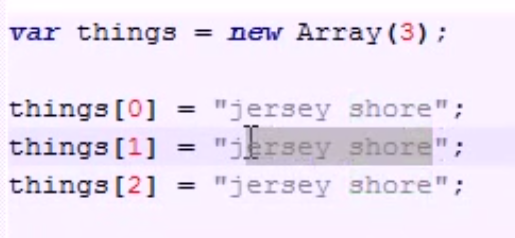 var things = new Array(3);
things[0] = "jersey shore";
things[1] = "jersey shore";
things[2] = "jersey shore";